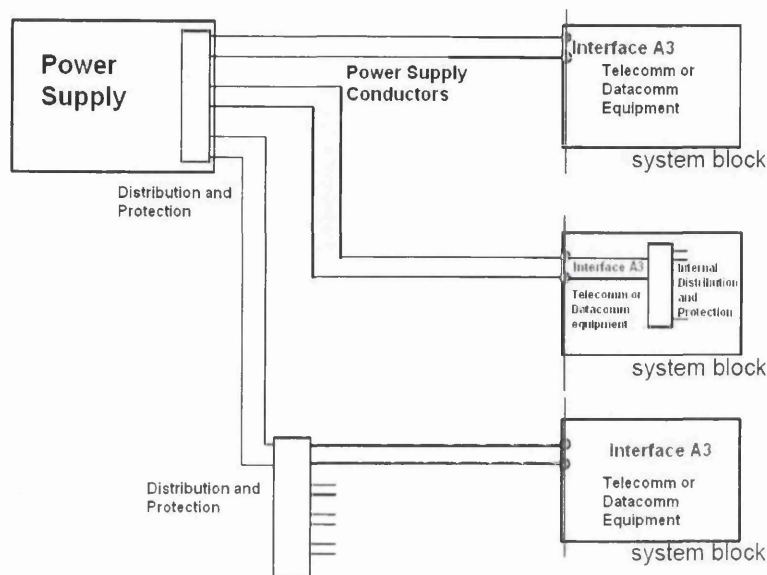 Power
Supply
Distribution and
Protection
Power Supply
Conductors
Interface A3
Telecomm or
Datacomm
Equipment
system block
Interface A3
Telecomm or
Datacomm
equipment
Internal
Distribution
and
Protection
system block
Distribution and
Protection
Interface A3
Telecomm or
Datacomm
Equipment
system block